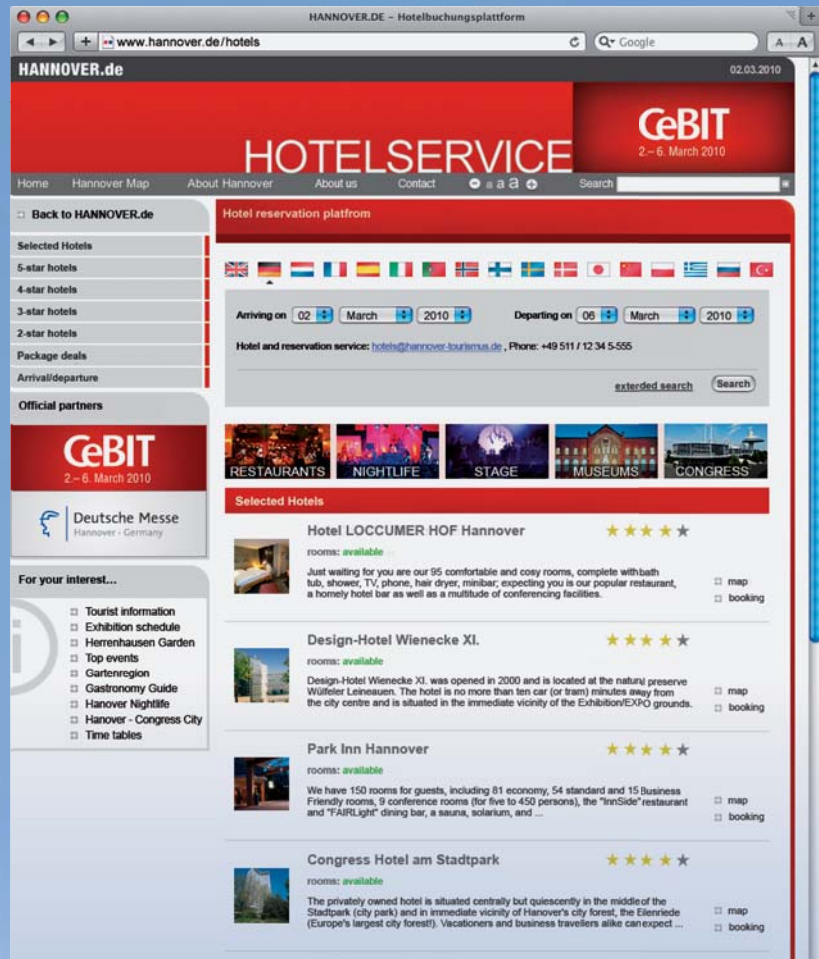 HANNOVER.DE – Hotelbuchungsplattform
www.hannover.de/hotels
Google
A A
HANNOVER.de
02.03.2010
HOTELSERVICE
CeBIT
2.– 6. March 2010
Home Hannover Map About Hannover About us Contact a a a Search
Back to HANNOVER.de
Selected Hotels
5-star hotels
4-star hotels
3-star hotels
2-star hotels
Package deals
Arrival/departure
Official partners
CeBIT
2.– 6. March 2010
Deutsche Messe
Hannover - Germany
For your interest...
Tourist information
Exhibition schedule
Herrenhausen Garden
Top events
Gartenregion
Gastronomy Guide
Hanover Nightlife
Hanover - Congress City
Time tables
Hotel reservation platfrom
Arriving on 02 March 2010 Departing on 06 March 2010
Hotel and reservation service: hotels@hannover-tourismus.de , Phone: +49 511 / 12 34 5-555
exterded search Search
RESTAURANTS NIGHTLIFE STAGE MUSEUMS CONGRESS
Selected Hotels
Hotel LOCCUMER HOF Hannover
rooms: available
Just waiting for you are our 95 comfortable and cosy rooms, complete with bath
tub, shower, TV, phone, hair dryer, minibar; expecting you is our popular restaurant,
a homely hotel bar as well as a multitude of conferencing facilities.
map
booking
Design-Hotel Wienecke XI.
rooms: available
Design-Hotel Wienecke XI. was opened in 2000 and is located at the natural preserve
Wülfeler Leineauen. The hotel is no more than ten car (or tram) minutes away from
the city centre and is situated in the immediate vicinity of the Exhibition/EXPO grounds.
map
booking
Park Inn Hannover
rooms: available
We have 150 rooms for guests, including 81 economy, 54 standard and 15 Business
Friendly rooms, 9 conference rooms (for five to 450 persons), the "InnSide" restaurant
and "FAIRLight" dining bar, a sauna, solarium, and ...
map
booking
Congress Hotel am Stadtpark
rooms: available
The privately owned hotel is situated centrally but quiescently in the middle of the
Stadtpark (city park) and in immediate vicinity of Hanover's city forest, the Eilenriede
(Europe's largest city forest!). Vacationers and business travellers alike can expect ...
map
booking